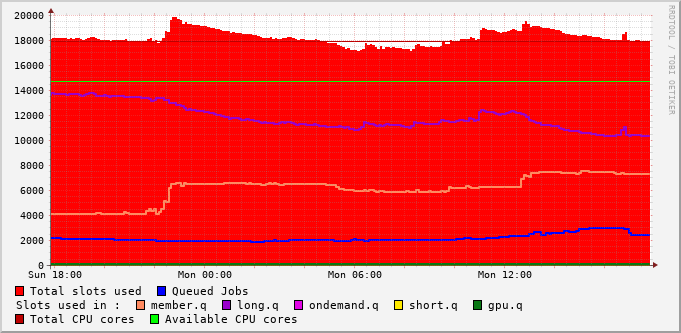 20000
18000
16000
14000
12000
10000
8000
6000
4000
2000
0
Sun 18:00 Mon 00:00 Mon 06:00 Mon 12:00
RRDTOOL / TOBI OETIKER
Total slots used Queued Jobs
Slots used in : member.q long.q ondemand.q short.q gpu.q
Total CPU cores Available CPU cores